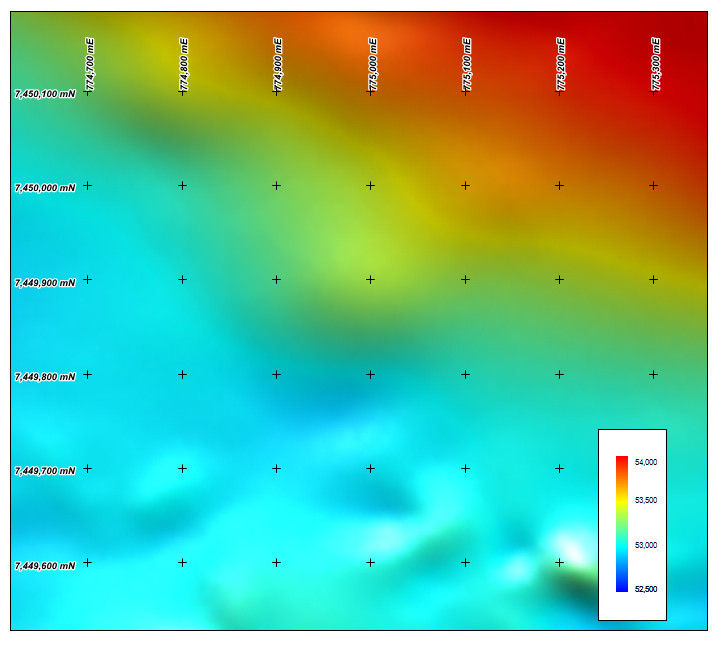 774,700 mE
774,800 mE
774,900 mE
775,000 mE
775,100 mE
775,200 mE
775,300 mE
7,450,100 mN
7,450,000 mN
7,449,900 mN
7,449,800 mN
7,449,700 mN
7,449,600 mN
54,000
53,500
53,000
52,500